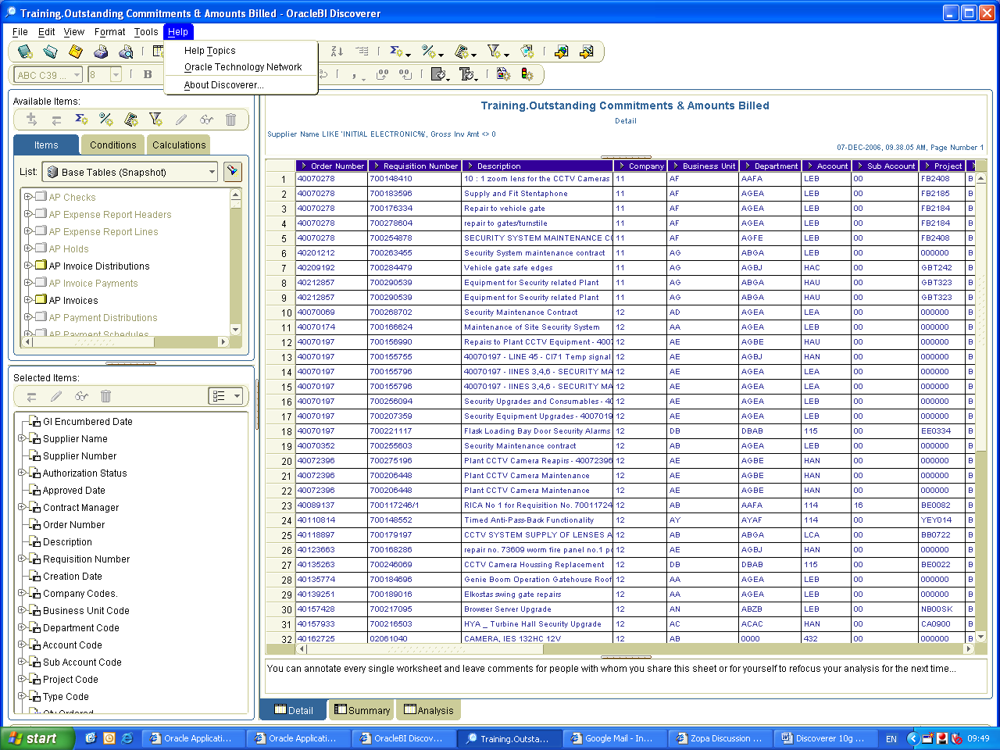 Training.Outstanding Commitments & Amounts Billed - OracleBI Discoverer
File Edit View Format Tools Help
Help Topics
Oracle Technology Network
About Discoverer...
ABC C39 ... 8 B
Available Items:
Items Conditions Calculations
List: Base Tables (Snapshot)
AP Checks
AP Expense Report Headers
AP Expense Report Lines
AP Holds
AP Invoice Distributions
AP Invoice Payments
AP Invoices
AP Payment Distributions
AP Payment Schedules
Selected Items:
Gl Encumbered Date
Supplier Name
Supplier Number
Authorization Status
Approved Date
Contract Manager
Order Number
Description
Requisition Number
Creation Date
Company Codes.
Business Unit Code
Department Code
Account Code
Sub Account Code
Project Code
Type Code
Qty Ordered
Training.Outstanding Commitments & Amounts Billed
Detail
Supplier Name LIKE 'INITIAL ELECTRONIC%', Gross Inv Amt <> 0
07-DEC-2006, 09.38.05 AM, Page Number 1
Order Number Requisition Number Description Company Business Unit Department Account Sub Account Project
1 40070278 700148410 10 : 1 zoom lens for the CCTV Cameras 11 AF AAFA LEB 00 FB2408 B
2 40070278 700183596 Supply and Fit Stentaphone 11 AF AGEA LEB 00 FB2185 B
3 40070278 700176334 Repair to vehicle gate 11 AF AGEA LEB 00 FB2184 B
4 40070278 700278604 repair to gates/turnstile 11 AF AGEA LEB 00 FB2184 B
5 40070278 700254878 SECURITY SYSTEM MAINTENANCE CO 11 AF AGFE LEB 00 FB2408 B
6 40201212 700263455 Security System maintenance contract 11 AG ABGA LEB 00 000000 B
7 40209192 700284479 Vehicle gate safe edges 11 AG AGBJ HAC 00 GBT242 B
8 40212857 700290539 Equipment for Security related Plant 11 AG ABGA HAU 00 GBT323 B
9 40212857 700290539 Equipment for Security related Plant 11 AG ABGA HAU 00 GBT323 B
10 40070069 700268702 Security Maintenance Contract 12 AD AGEA LEA 00 000000 B
11 40070174 700166624 Maintenance of Site Security System 12 AA AGEA LEB 00 000000 B
12 40070197 700156990 Repairs to Plant CCTV Equipment - 4007 12 AE AGBE HAU 00 000000 B
13 40070197 700155755 40070197 - LINE 45 - CI71 Temp signal 12 AE AGBJ HAN 00 000000 B
14 40070197 700155796 40070197 - lINES 3,4,6 - SECURITY MA 12 AE AGEA LEA 00 000000 B
15 40070197 700155796 40070197 - lINES 3,4,6 - SECURITY MA 12 AE AGEA LEA 00 000000 B
16 40070197 700256094 Security Upgrades and Consumables - 40 12 AE AGEA LEB 00 000000 B
17 40070197 700207359 Security Equipment Upgrades - 4007019 12 AE AGEA LEB 00 000000 B
18 40070197 700221117 Flask Loading Bay Door Security Alarms 12 DB DBAB 115 00 EE0334 B
19 40070352 700255603 Security Maintenance contract 12 AB AGEA LEB 00 000000 B
20 40072396 700275196 Plant CCTV Camera Reapirs - 40072396 12 AE AGBE HAN 00 000000 B
21 40072396 700206448 Plant CCTV Camera Maintenance 12 AE AGBE HAN 00 000000 B
22 40072396 700206448 Plant CCTV Camera Maintenance 12 AE AGBE HAN 00 000000 B
23 40089137 700117246/1 RICA No 1 for Requisition No. 70011724 12 AB AAFA 114 16 BE0082 B
24 40110814 700148552 Timed Anti-Pass-Back Functionality 12 AY AYAF 114 00 YEY014 B
25 40118897 700179197 CCTV SYSTEM SUPPLY OF LENSES A 12 AB ABGA LCA 00 BB0722 B
26 40123663 700168286 repair no. 73609 worm fire panel no.1 po 12 AE AGBJ HAN 00 000000 B
27 40135263 700246069 CCTV Camera Houssing Replacement 12 DB DBAB 115 00 BE0022 B
28 40135774 700184696 Genie Boom Operation Gatehouse Roof 12 AA AGEA LEB 00 000000 B
29 40139251 700189016 Elkostas swing gate repairs 12 AA AGEA LEB 00 000000 B
30 40157428 700217095 Browser Server Upgrade 12 AN ABZB LEB 00 NB00SK B
31 40157933 700216503 HYA _ Turbine Hall Security Upgrade 12 AC ACAC HAN 00 CA0900 B
32 40162725 02061040 CAMERA, IES 132HC 12V 12 AB 0000 432 00 000000 B
You can annotate every single worksheet and leave comments for people with whom you share this sheet or for yourself to refocus your analysis for the next time...
Detail Summary Analysis
start Oracle Applicati... Oracle Applicati... OracleBI Discov... Training.Outsta... Google Mail - In... Zopa Discussion ... Discoverer 10g ... EN 09:49